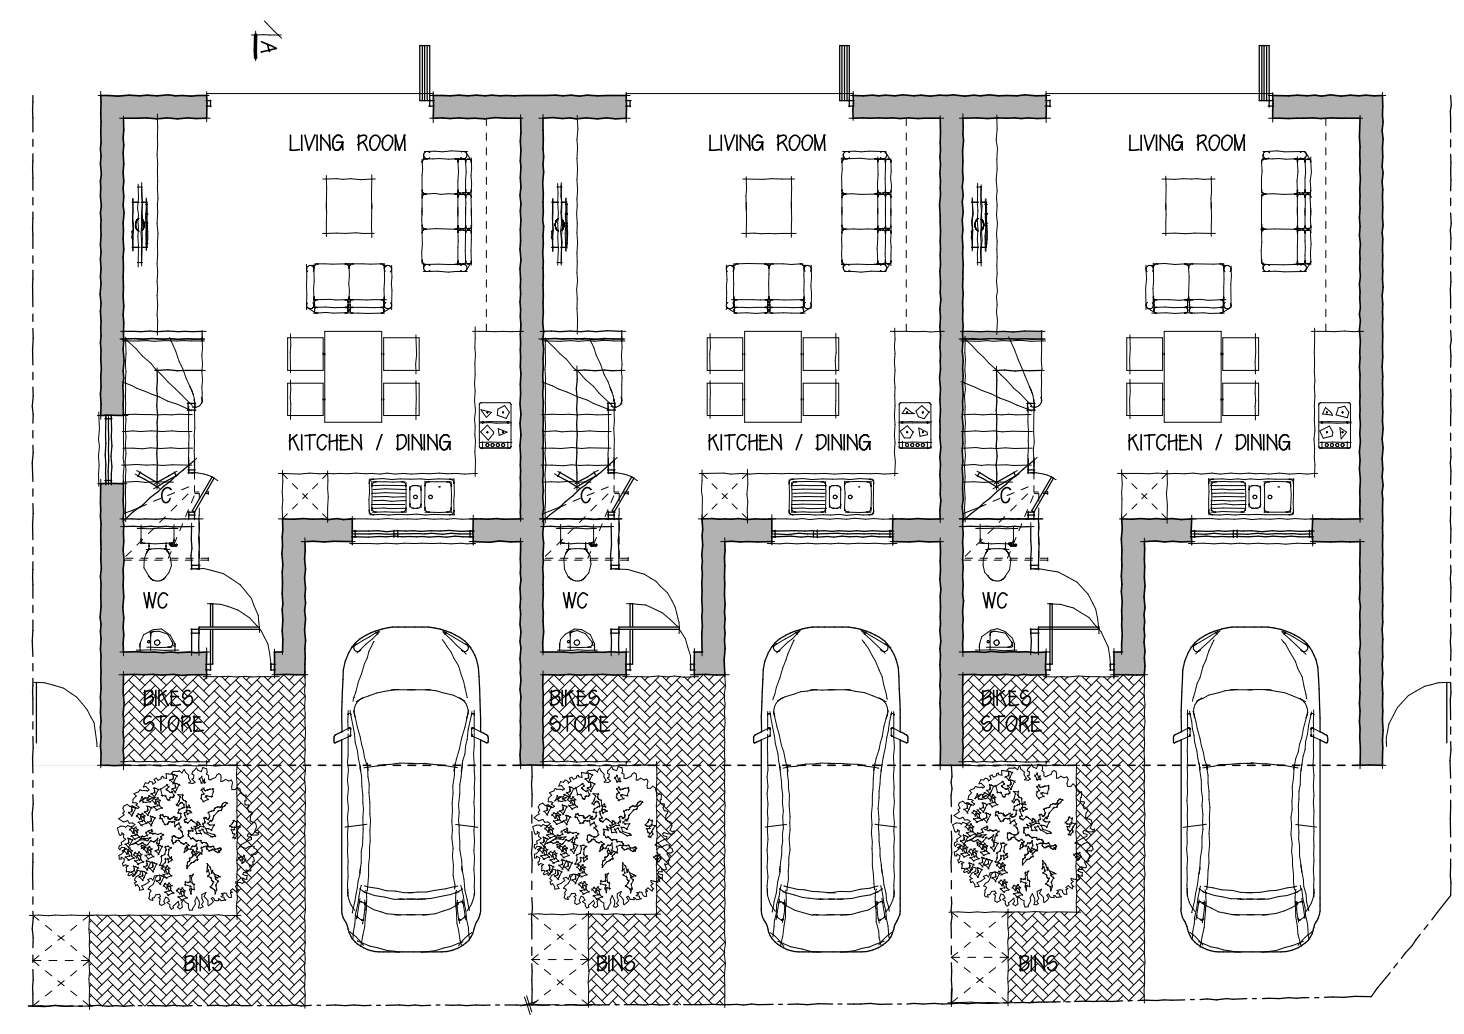 A
LIVING ROOM
LIVING ROOM
LIVING ROOM
KITCHEN / DINING
KITCHEN / DINING
KITCHEN / DINING
C
C
C
WC
WC
WC
BIKES
STORE
BIKES
STORE
BIKES
STORE
BINS
BINS
BINS